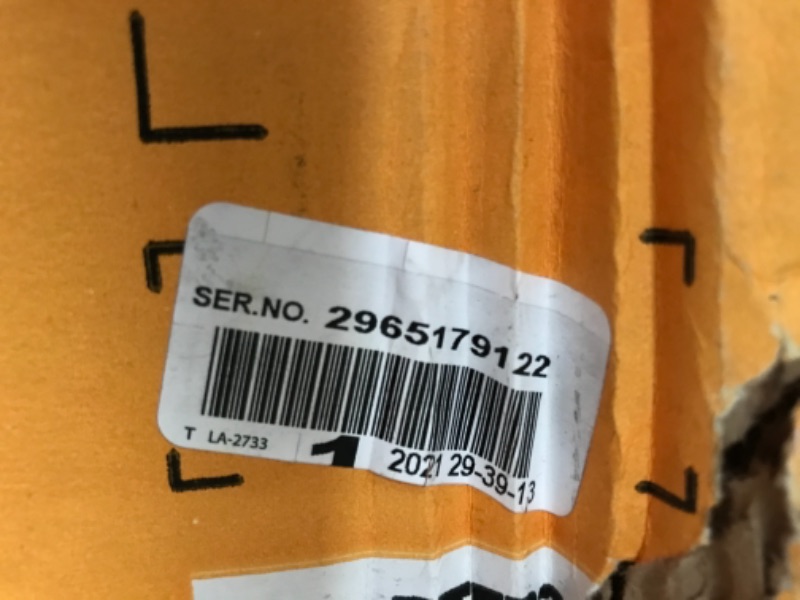 SER.NO. 2965179122
T LA-2733 1 2021 29-39-13